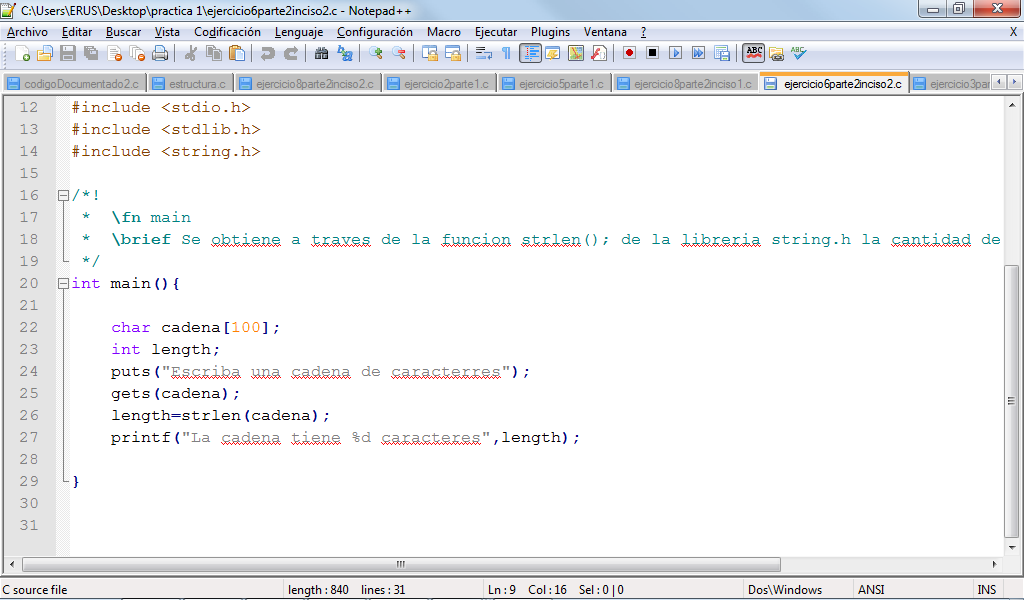 C:\Users\ERUS\Desktop\practica 1\ejercicio6parte2inciso2.c - Notepad++
Archivo Editar Buscar Vista Codificación Lenguaje Configuración Macro Ejecutar Plugins Ventana ? X
ABC ABC
codigoDocumentado2.c estructura.c ejercicio8parte2inciso2.c ejercicio2parte1.c ejercicio5parte1.c ejercicio8parte2inciso1.c ejercicio6parte2inciso2.c ejercicio3par
12 #include <stdio.h>
13 #include <stdlib.h>
14 #include <string.h>
15
16 /*!
17 * \fn main
18 * \brief Se obtiene a traves de la funcion strlen(); de la libreria string.h la cantidad de
19 */
20 int main(){
21
22 char cadena[100];
23 int length;
24 puts("Escriba una cadena de caracterres");
25 gets(cadena);
26 length=strlen(cadena);
27 printf("La cadena tiene %d caracteres",length);
28
29 }
30
31
C source file length : 840 lines : 31 Ln : 9 Col : 16 Sel : 0 | 0 Dos\Windows ANSI INS